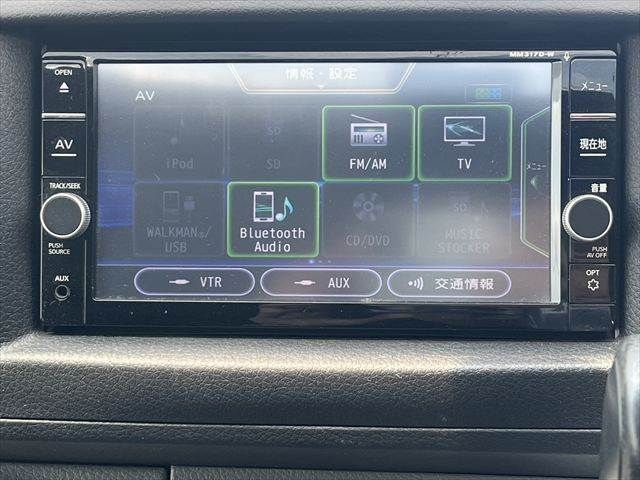 MM517D-W
OPEN
情報・設定
メニュー
AV
AV
現在地
iPod
SD
SD
FM/AM
TV
メニュー
TRACK/SEEK
音量
WALKMAN®/
USB
Bluetooth
Audio
CD/DVD
SD
MUSIC
STOCKER
PUSH
SOURCE
PUSH
AV OFF
AUX
VTR
AUX
交通情報
OPT